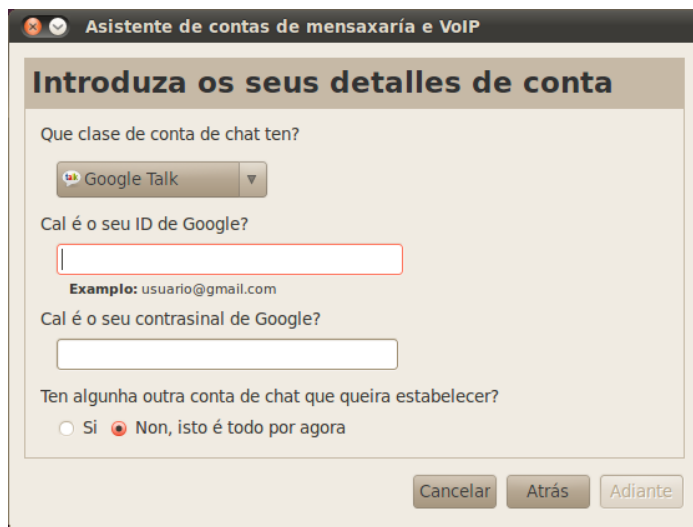 Asistente de contas de mensaxaría e VoIP
Introduza os seus detalles de conta
Que clase de conta de chat ten?
Google Talk
Cal é o seu ID de Google?
Examplo: usuario@gmail.com
Cal é o seu contrasinal de Google?
Ten algunha outra conta de chat que queira estabelecer?
Si Non, isto é todo por agora
Cancelar Atrás Adiante